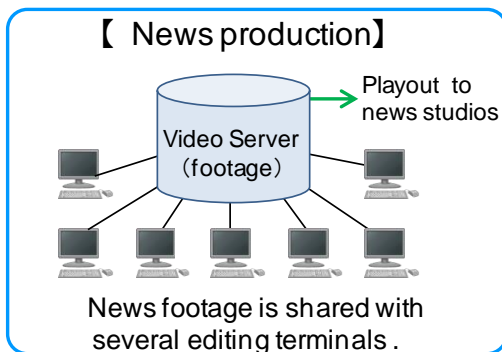 【 News production】
Playout to
news studios
Video Server
（footage）
News footage is shared with
several editing terminals .